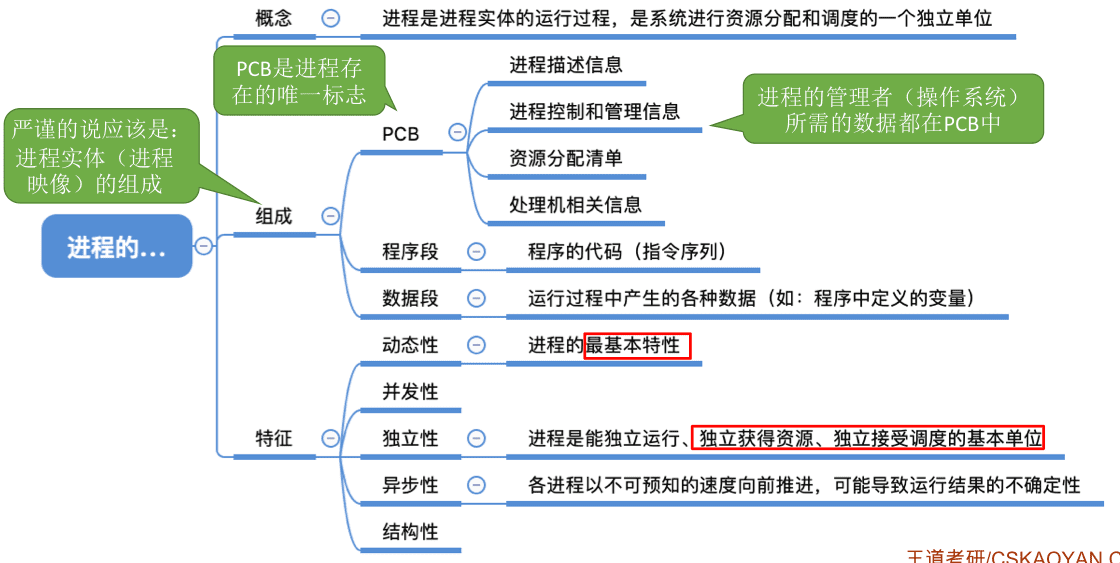 概念
进程是进程实体的运行过程，是系统进行资源分配和调度的一个独立单位
PCB是进程存
在的唯一标志
进程描述信息
进程控制和管理信息
进程的管理者（操作系统）
所需的数据都在PCB中
PCB
资源分配清单
处理机相关信息
严谨的说应该是：
进程实体（进程
映像）的组成
组成
进程的...
程序段
程序的代码（指令序列）
数据段
运行过程中产生的各种数据（如：程序中定义的变量）
动态性
进程的最基本特性
并发性
特征
独立性
进程是能独立运行、独立获得资源、独立接受调度的基本单位
异步性
各进程以不可预知的速度向前推进，可能导致运行结果的不确定性
结构性
王道考研/CSKAOYAN.C